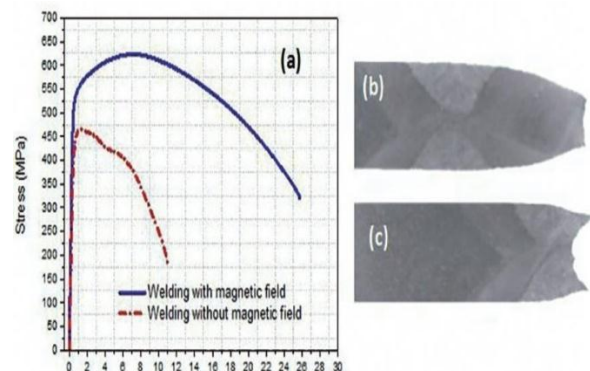 700
650
600
550
500
450
400
350
300
250
200
150
100
50
0
Stress (MPa)
(a)
Welding with magnetic field
Welding without magnetic field
0 2 4 6 8 10 12 14 16 18 20 22 24 26 28 30
(b)
(c)